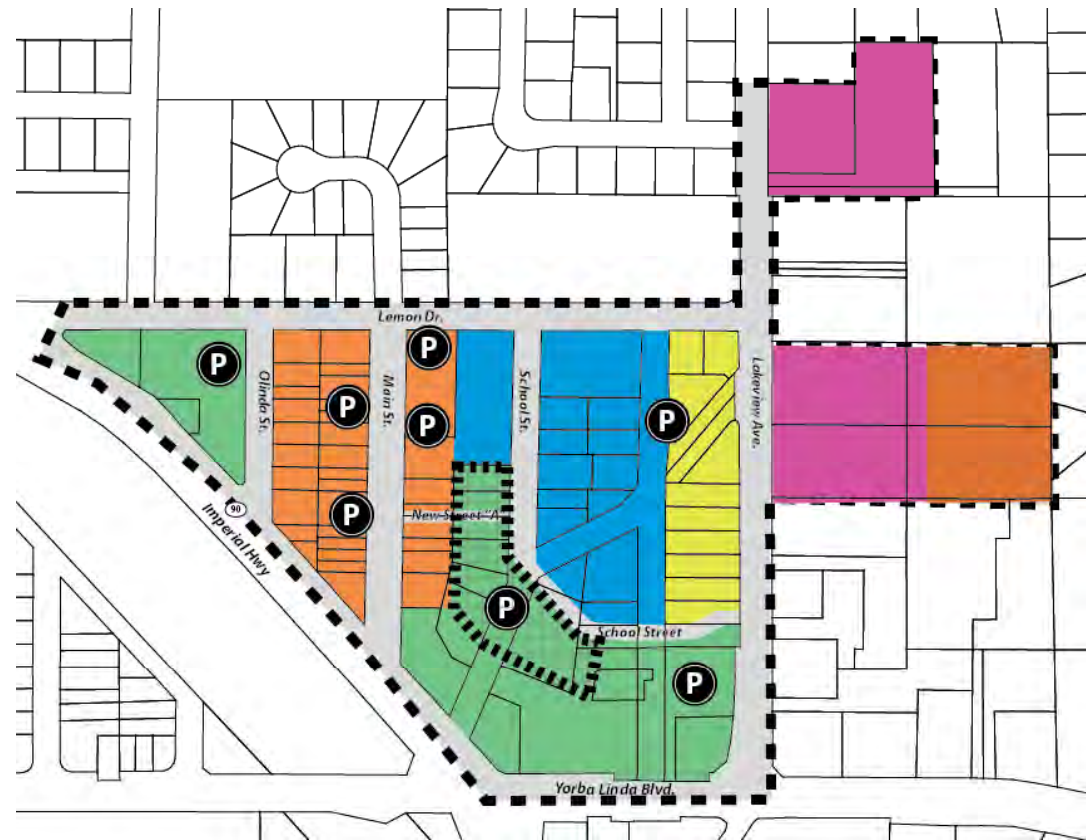 Lemon Dr.
P
P
Olinda St.
Main St.
School St.
Lakeview Ave.
P
P
P
90
P
New Street "A"
Imperial Hwy
P
School Street
P
Yorba Linda Blvd.